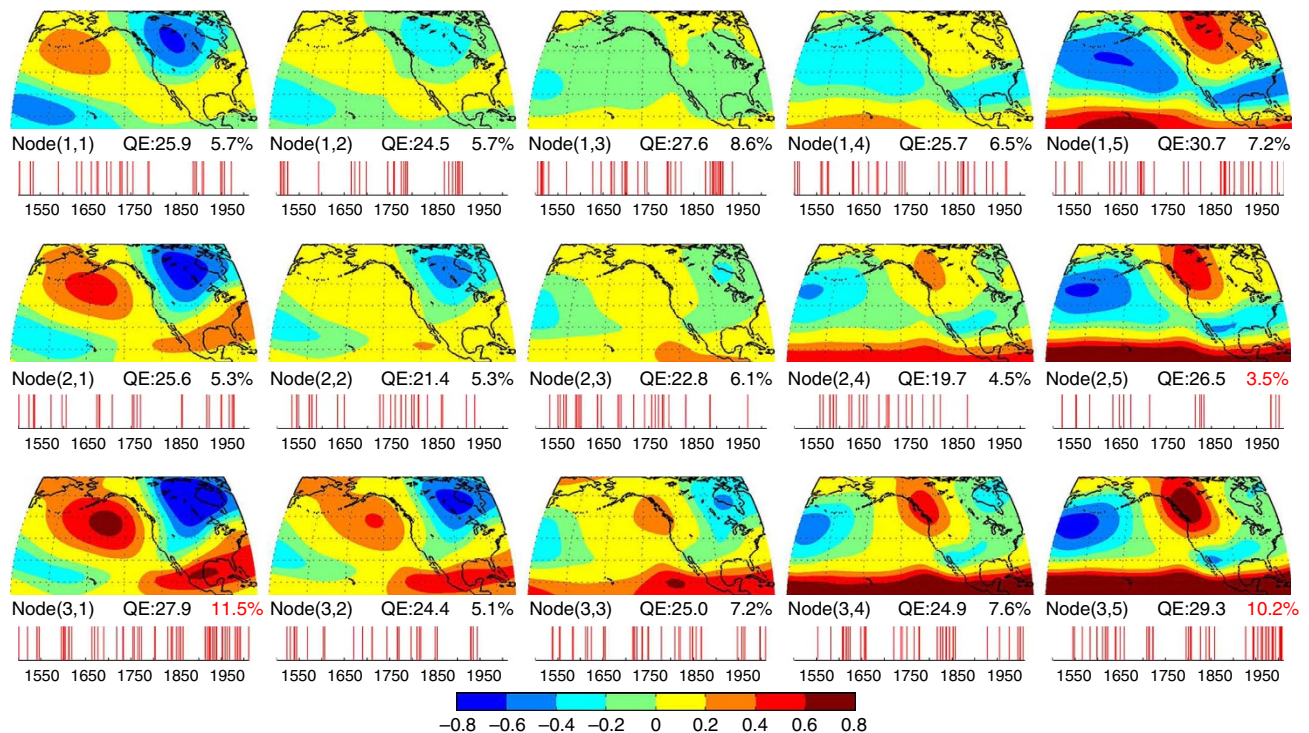 Node(1,1) QE:25.9 5.7% Node(1,2) QE:24.5 5.7% Node(1,3) QE:27.6 8.6% Node(1,4) QE:25.7 6.5% Node(1,5) QE:30.7 7.2%
1550 1650 1750 1850 1950 1550 1650 1750 1850 1950 1550 1650 1750 1850 1950 1550 1650 1750 1850 1950 1550 1650 1750 1850 1950
Node(2,1) QE:25.6 5.3% Node(2,2) QE:21.4 5.3% Node(2,3) QE:22.8 6.1% Node(2,4) QE:19.7 4.5% Node(2,5) QE:26.5 3.5%
1550 1650 1750 1850 1950 1550 1650 1750 1850 1950 1550 1650 1750 1850 1950 1550 1650 1750 1850 1950 1550 1650 1750 1850 1950
Node(3,1) QE:27.9 11.5% Node(3,2) QE:24.4 5.1% Node(3,3) QE:25.0 7.2% Node(3,4) QE:24.9 7.6% Node(3,5) QE:29.3 10.2%
1550 1650 1750 1850 1950 1550 1650 1750 1850 1950 1550 1650 1750 1850 1950 1550 1650 1750 1850 1950 1550 1650 1750 1850 1950
−0.8 −0.6 −0.4 −0.2 0 0.2 0.4 0.6 0.8